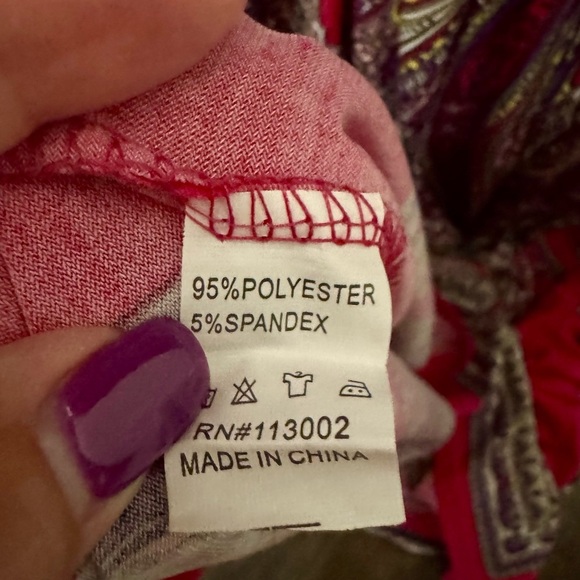 95%POLYESTER
5%SPANDEX
RN#113002
MADE IN CHINA